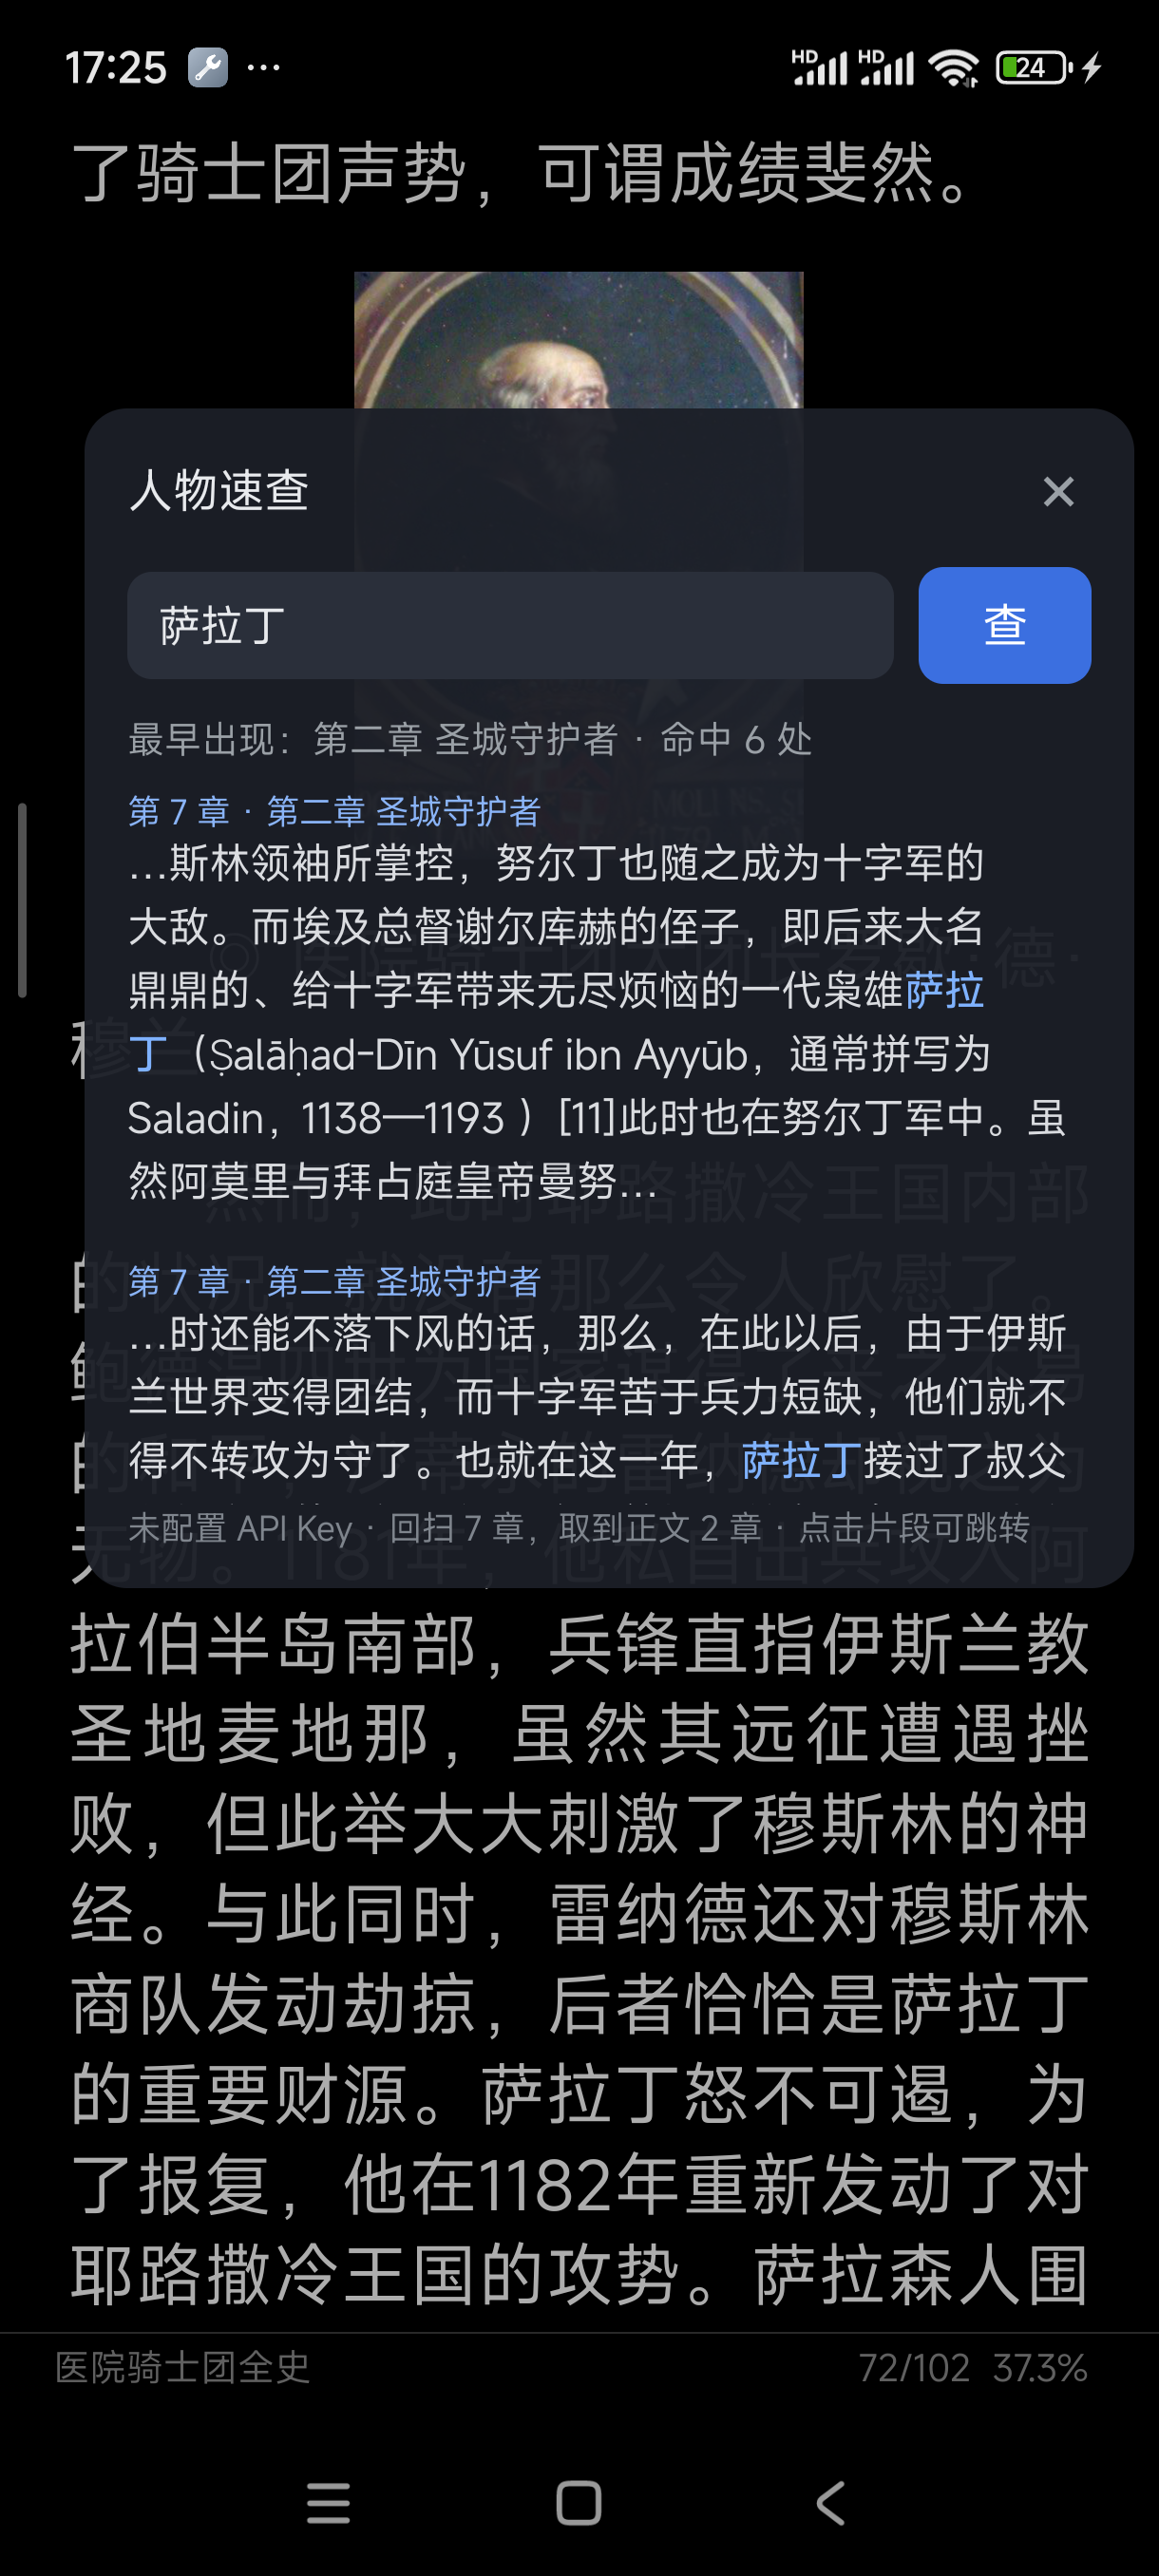 17:25 ...
HD HD 24
了骑士团声势，可谓成绩斐然。
人物速查
萨拉丁
查
最早出现：第二章 圣城守护者 · 命中 6 处
第 7 章 · 第二章 圣城守护者
…斯林领袖所掌控，努尔丁也随之成为十字军的
大敌。而埃及总督谢尔库赫的侄子，即后来大名
鼎鼎的、给十字军带来无尽烦恼的一代枭雄萨拉
丁（Ṣalāḥad-Dīn Yūsuf ibn Ayyūb，通常拼写为
Saladin，1138—1193 ）[11]此时也在努尔丁军中。虽
然阿莫里与拜占庭皇帝曼努…
第 7 章 · 第二章 圣城守护者
…时还能不落下风的话，那么，在此以后，由于伊斯
兰世界变得团结，而十字军苦于兵力短缺，他们就不
得不转攻为守了。也就在这一年，萨拉丁接过了叔父
未配置 API Key · 回扫 7 章，取到正文 2 章 · 点击片段可跳转
拉伯半岛南部，兵锋直指伊斯兰教
圣地麦地那，虽然其远征遭遇挫
败，但此举大大刺激了穆斯林的神
经。与此同时，雷纳德还对穆斯林
商队发动劫掠，后者恰恰是萨拉丁
的重要财源。萨拉丁怒不可遏，为
了报复，他在1182年重新发动了对
耶路撒冷王国的攻势。萨拉森人围
医院骑士团全史 72/102 37.3%